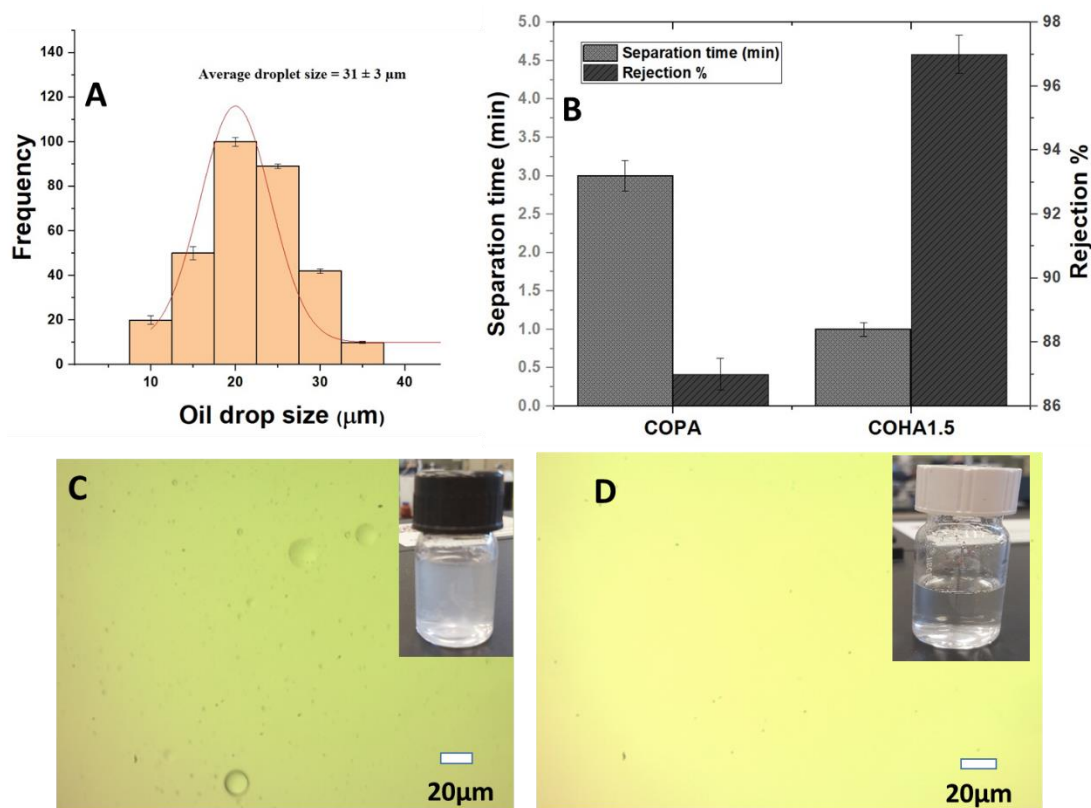 A
Average droplet size = 31 ± 3 µm
Frequency
140
120
100
80
60
40
20
0
10
20
30
40
Oil drop size (µm)
B
Separation time (min)
Rejection %
Separation time (min)
5.0
4.5
4.0
3.5
3.0
2.5
2.0
1.5
1.0
0.5
0.0
98
96
94
92
90
88
86
Rejection %
COPA
COHA1.5
C
20µm
D
20µm